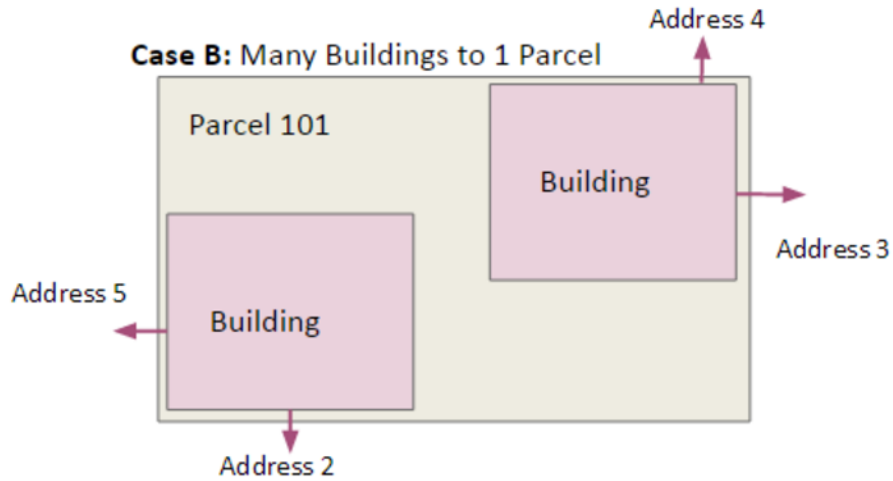 Address 4
Case B: Many Buildings to 1 Parcel
Parcel 101
Building
Address 3
Address 5
Building
Address 2